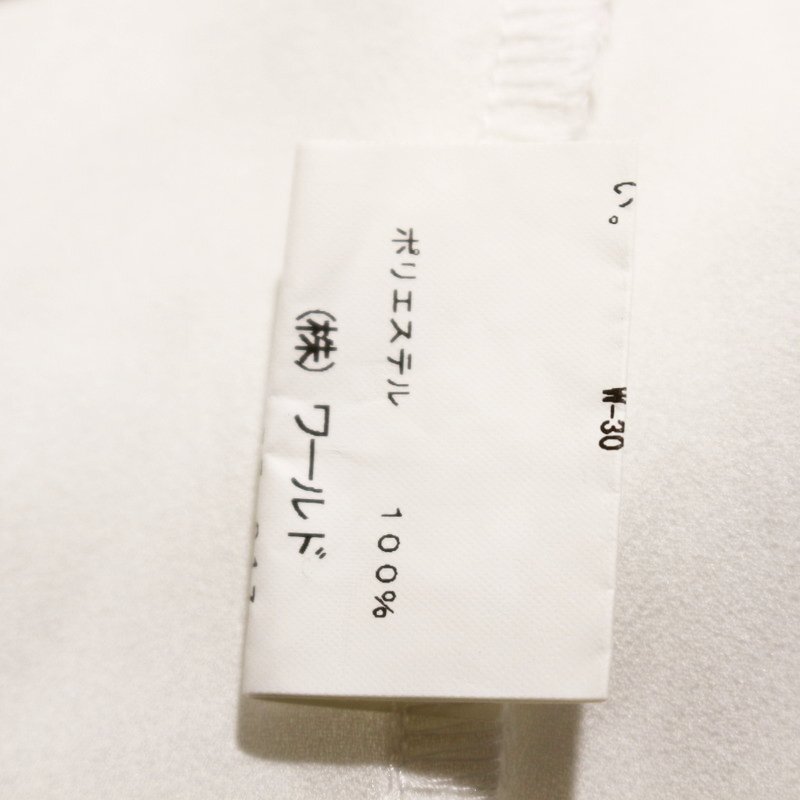 い。
W-30
ポリエステル 100%
(株) ワールド